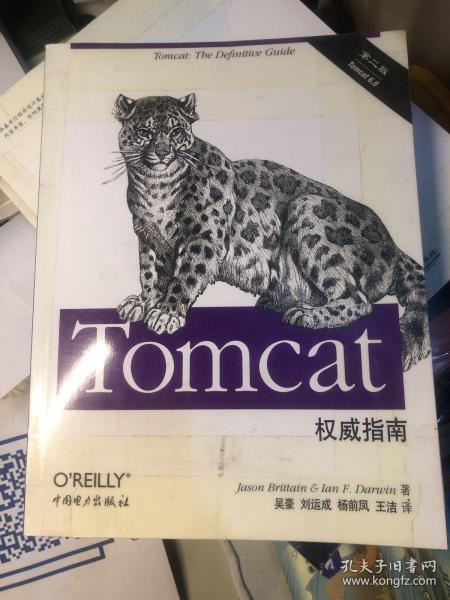 Tomcat: The Definitive Guide
第二版
Tomcat 6.0
Tomcat
权威指南
O'REILLY®
中国电力出版社
Jason Brittain & Ian F. Darwin 著
吴豪 刘运成 杨前凤 王洁 译
孔夫子旧书网
www.kongfz.com